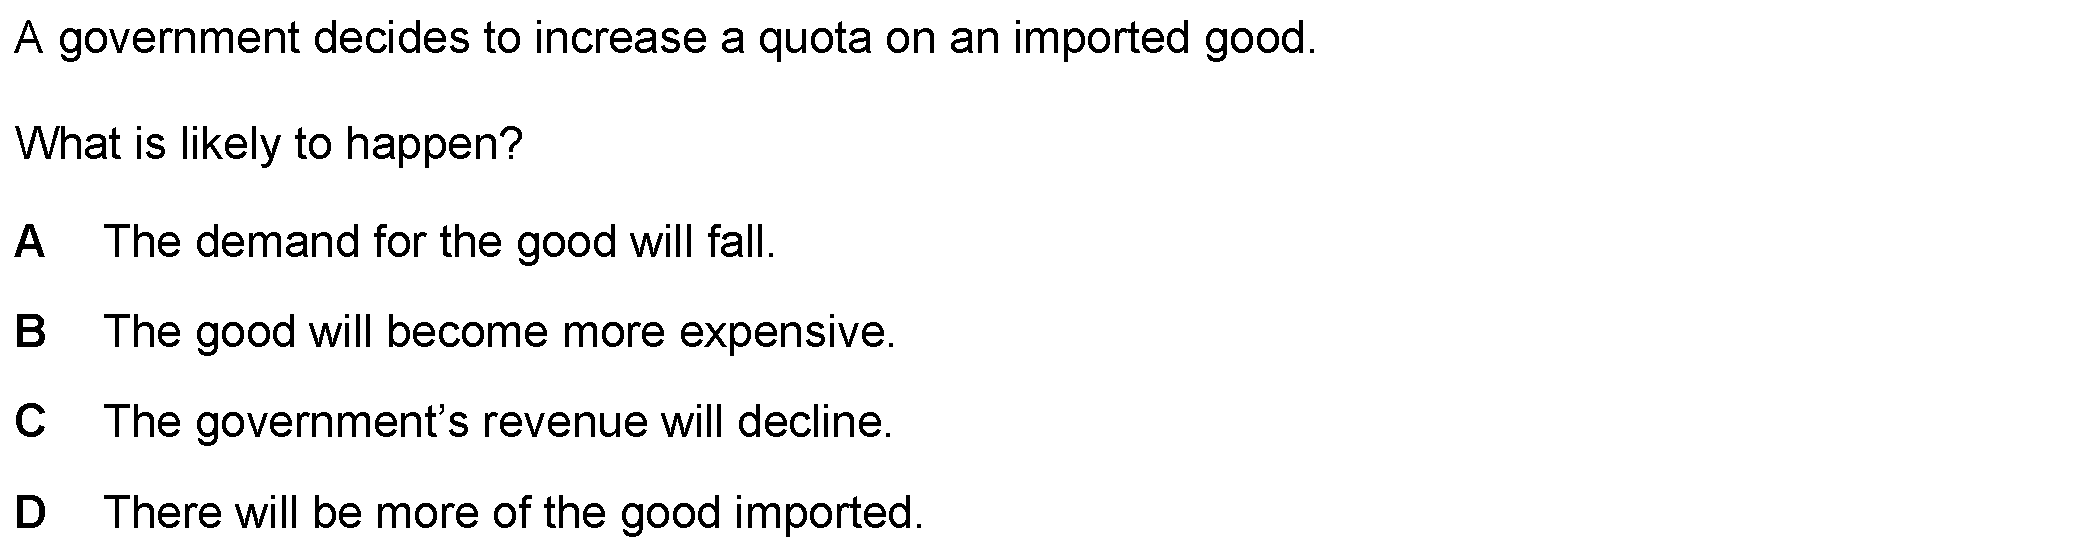 A government decides to increase a quota on an imported good.
What is likely to happen?
A The demand for the good will fall.
B The good will become more expensive.
C The government’s revenue will decline.
D There will be more of the good imported.